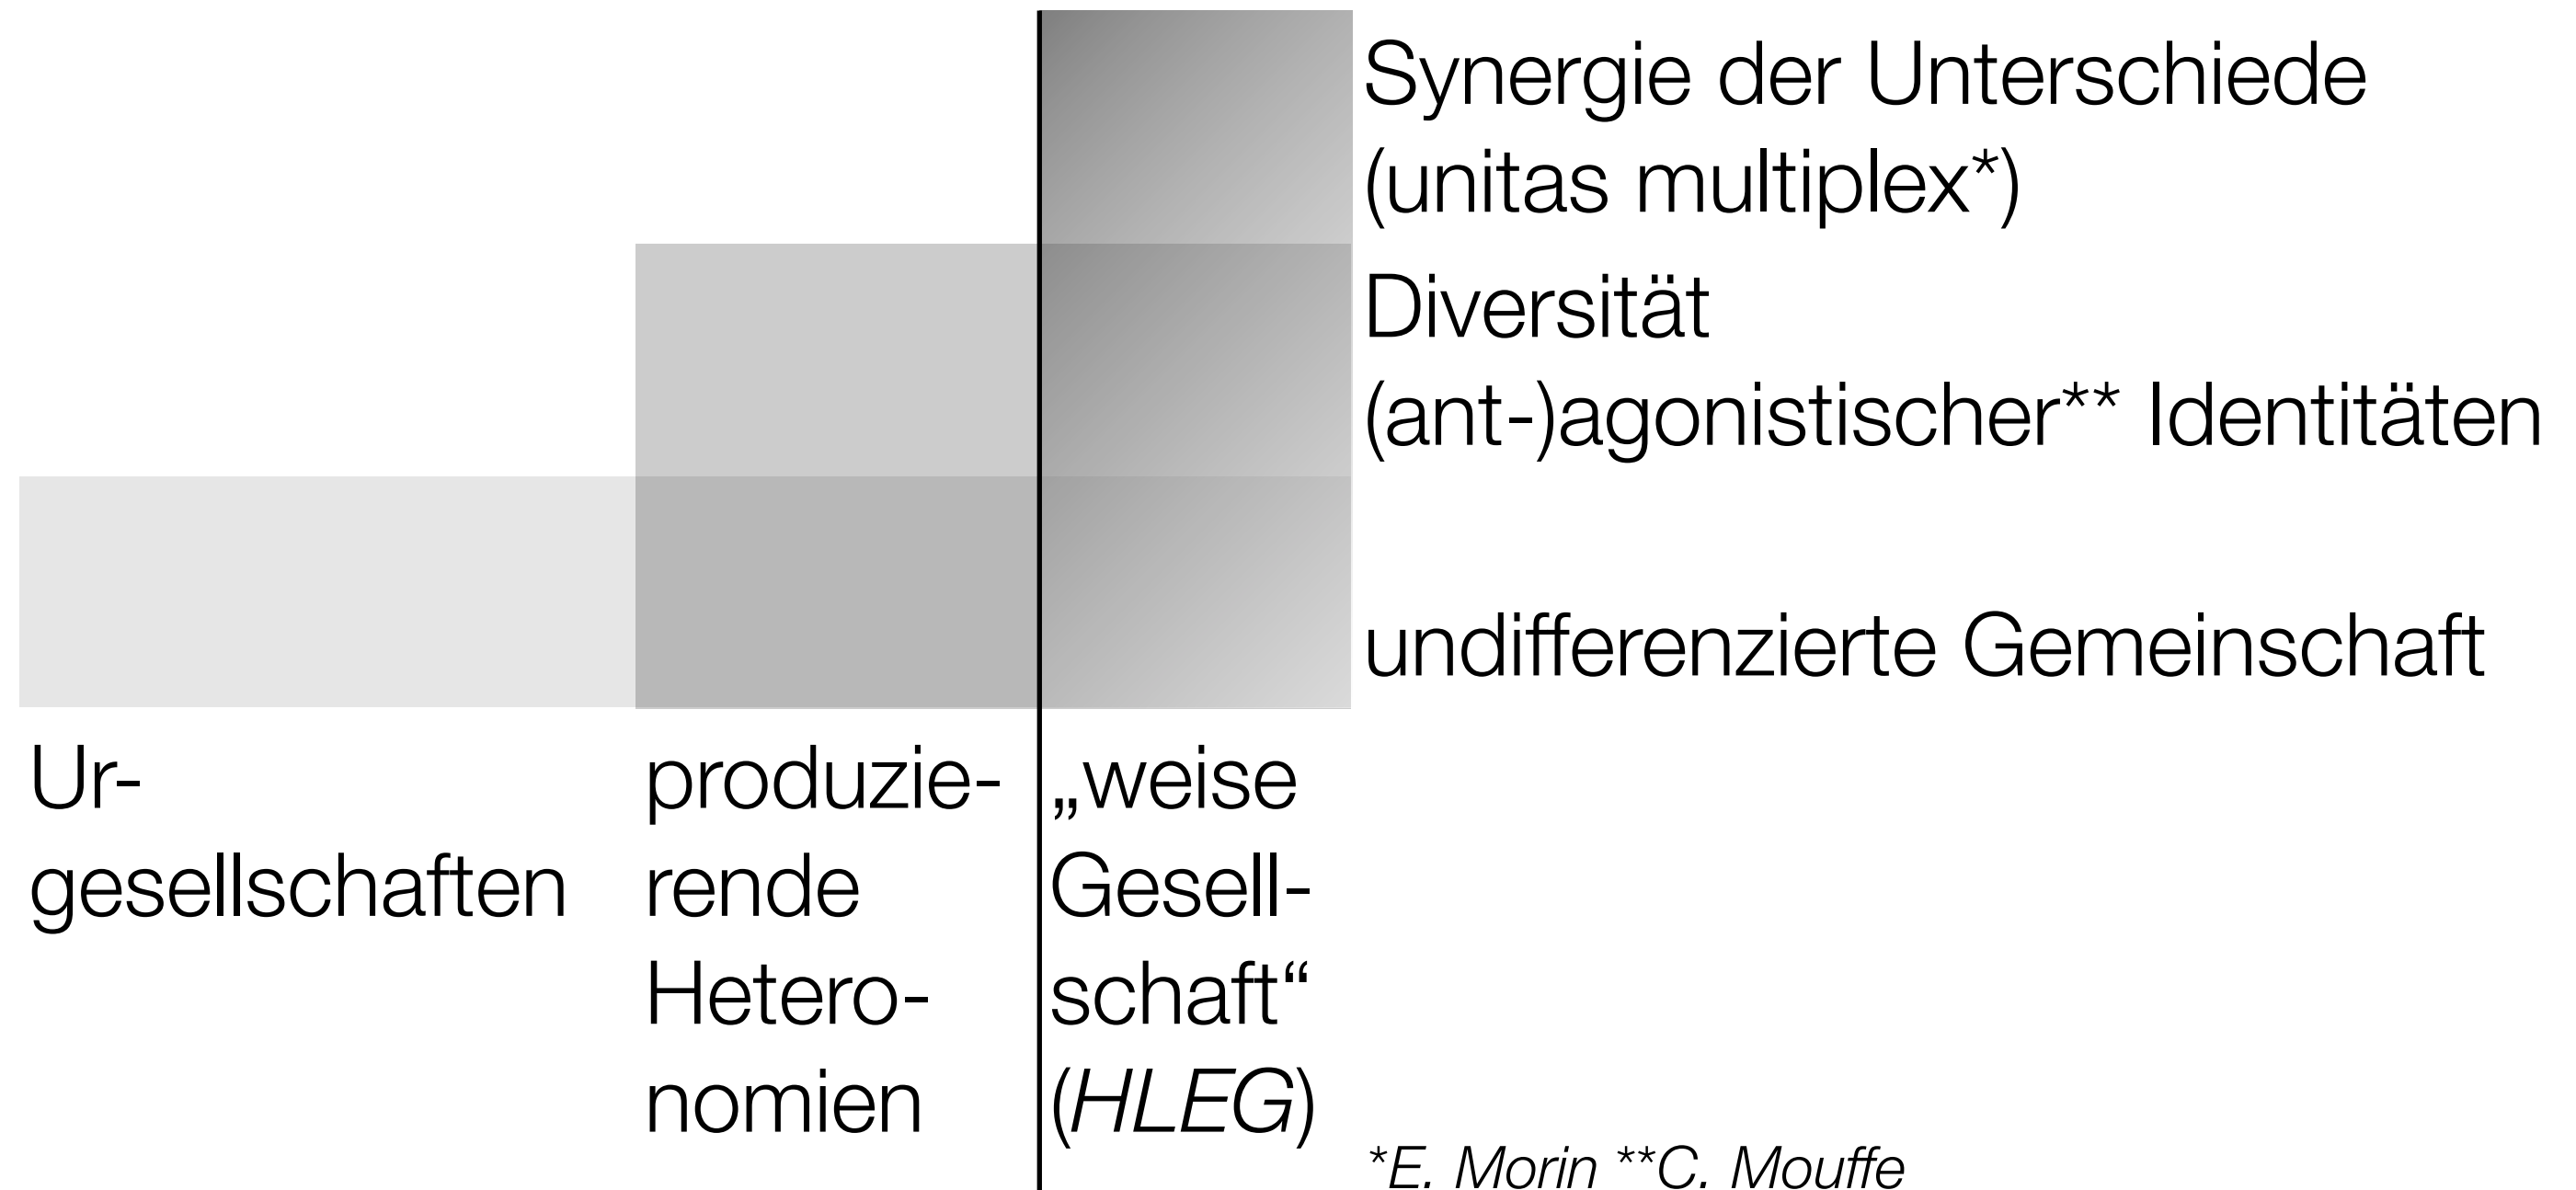 Synergie der Unterschiede
(unitas multiplex*)
Diversität
(ant-)agonistischer** Identitäten
undifferenzierte Gemeinschaft
Ur-
gesellschaften
produzie-
rende
Hetero-
nomien
„weise
Gesell-
schaft“
(HLEG)
*E. Morin **C. Mouffe